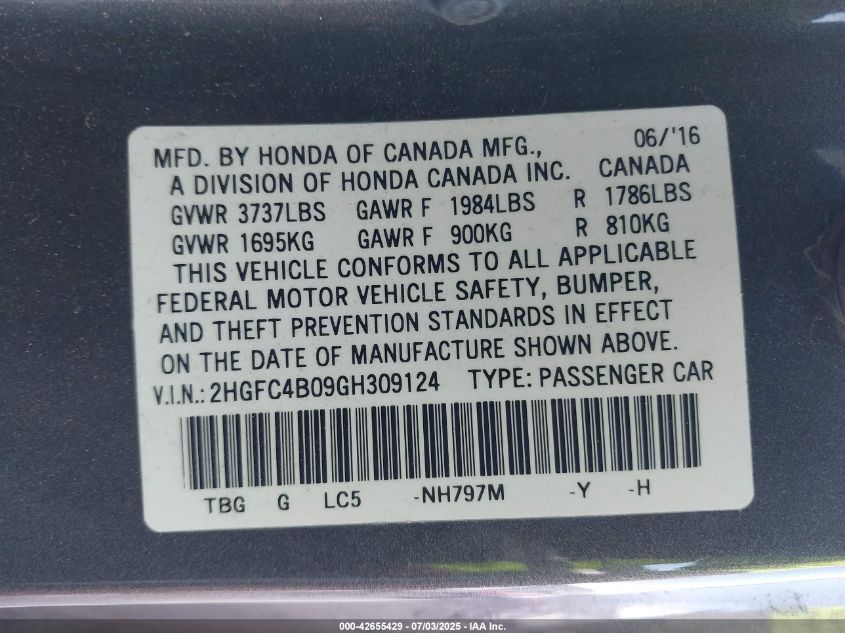 MFD. BY HONDA OF CANADA MFG., 06/'16
A DIVISION OF HONDA CANADA INC. CANADA
GVWR 3737LBS GAWR F 1984LBS R 1786LBS
GVWR 1695KG GAWR F 900KG R 810KG
THIS VEHICLE CONFORMS TO ALL APPLICABLE
FEDERAL MOTOR VEHICLE SAFETY, BUMPER,
AND THEFT PREVENTION STANDARDS IN EFFECT
ON THE DATE OF MANUFACTURE SHOWN ABOVE.
V.I.N.: 2HGFC4B09GH309124 TYPE: PASSENGER CAR
TBG G LC5 -NH797M -Y -H
000-42655429 - 07/03/2025 - IAA Inc.